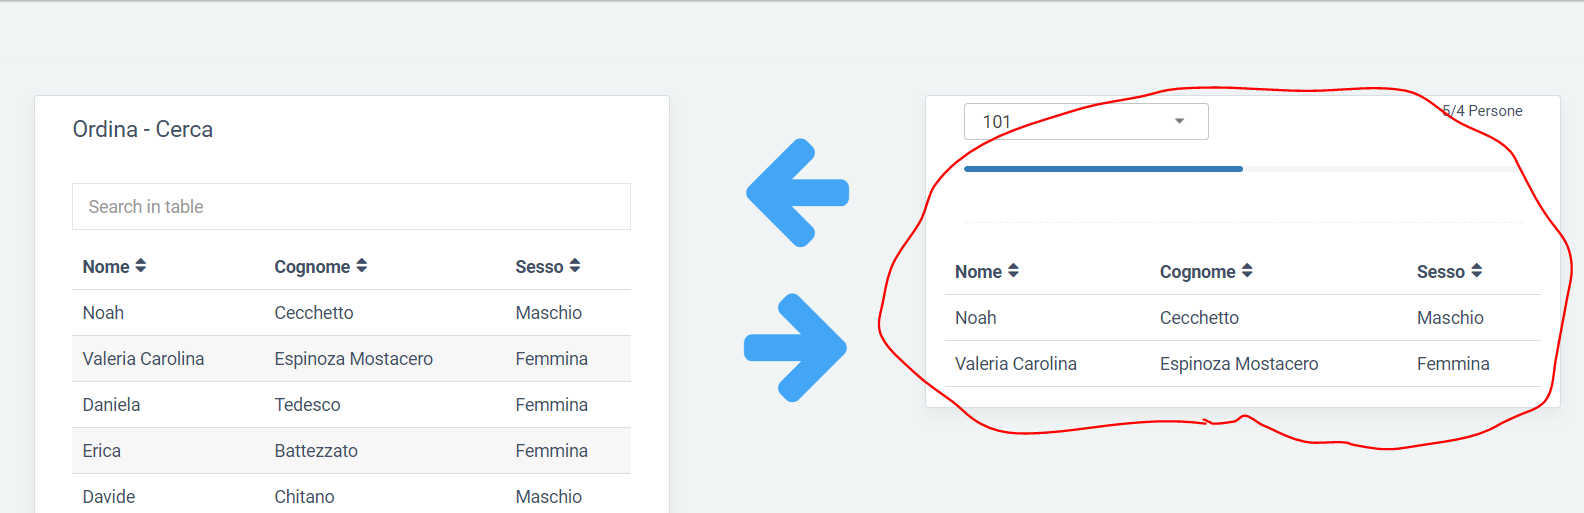 Ordina - Cerca
Search in table
Nome Cognome Sesso
Noah Cecchetto Maschio
Valeria Carolina Espinoza Mostacero Femmina
Daniela Tedesco Femmina
Erica Battezzato Femmina
Davide Chitano Maschio
101
5/4 Persone
Nome Cognome Sesso
Noah Cecchetto Maschio
Valeria Carolina Espinoza Mostacero Femmina